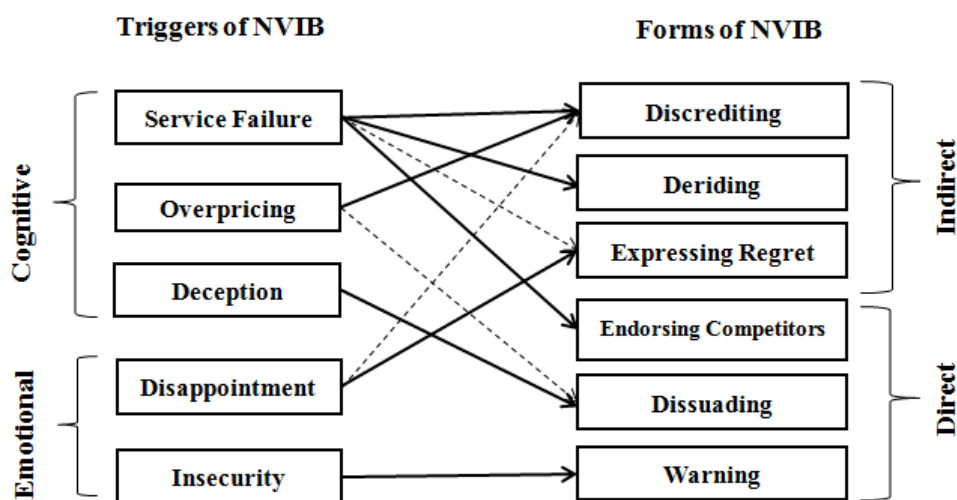 Triggers of NVIB
Forms of NVIB
Cognitive
Service Failure
Overpricing
Deception
Emotional
Disappointment
Insecurity
Discrediting
Deriding
Expressing Regret
Indirect
Endorsing Competitors
Dissuading
Warning
Direct